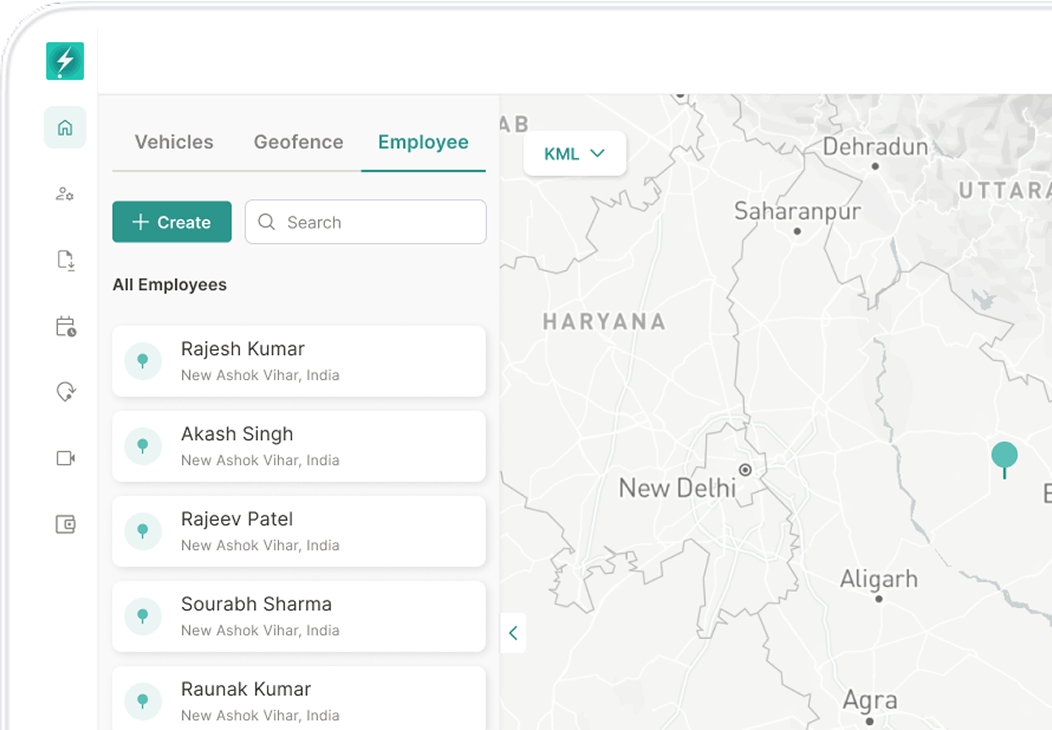 Vehicles
Geofence
Employee
Create
Search
All Employees
Rajesh Kumar
New Ashok Vihar, India
Akash Singh
New Ashok Vihar, India
Rajeev Patel
New Ashok Vihar, India
Sourabh Sharma
New Ashok Vihar, India
Raunak Kumar
New Ashok Vihar, India
AB
KML
Dehradun
UTTARA
Saharanpur
HARYANA
New Delhi
Aligarh
Agra